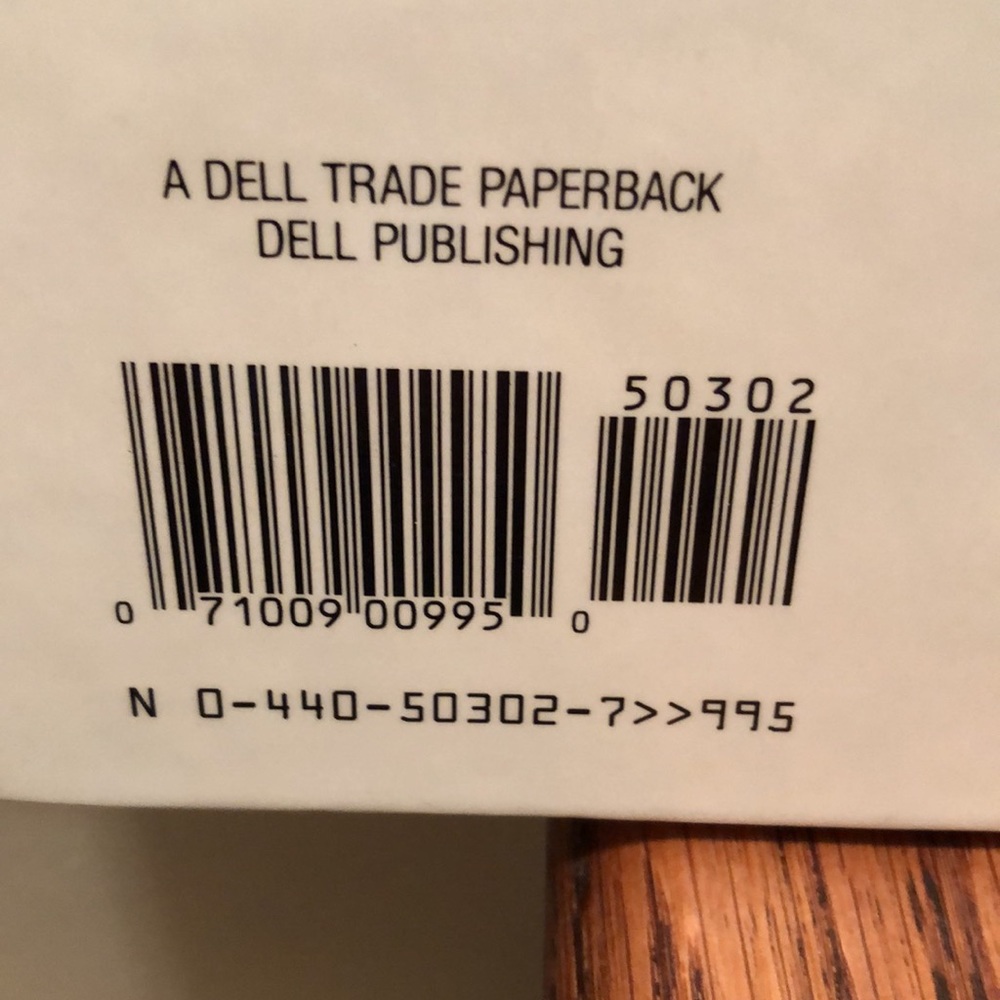 A DELL TRADE PAPERBACK
DELL PUBLISHING
50302
0 71009 00995 0
N 0-440-50302-7>>995